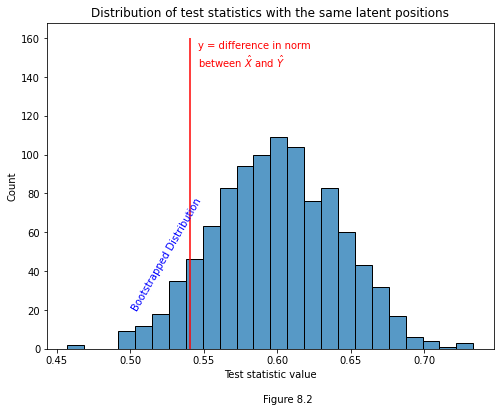 Distribution of test statistics with the same latent positions
160
140
120
100
80
60
40
20
0
Count
y = difference in norm
between X̂ and Ŷ
Bootstrapped Distribution
0.45 0.50 0.55 0.60 0.65 0.70
Test statistic value
Figure 8.2